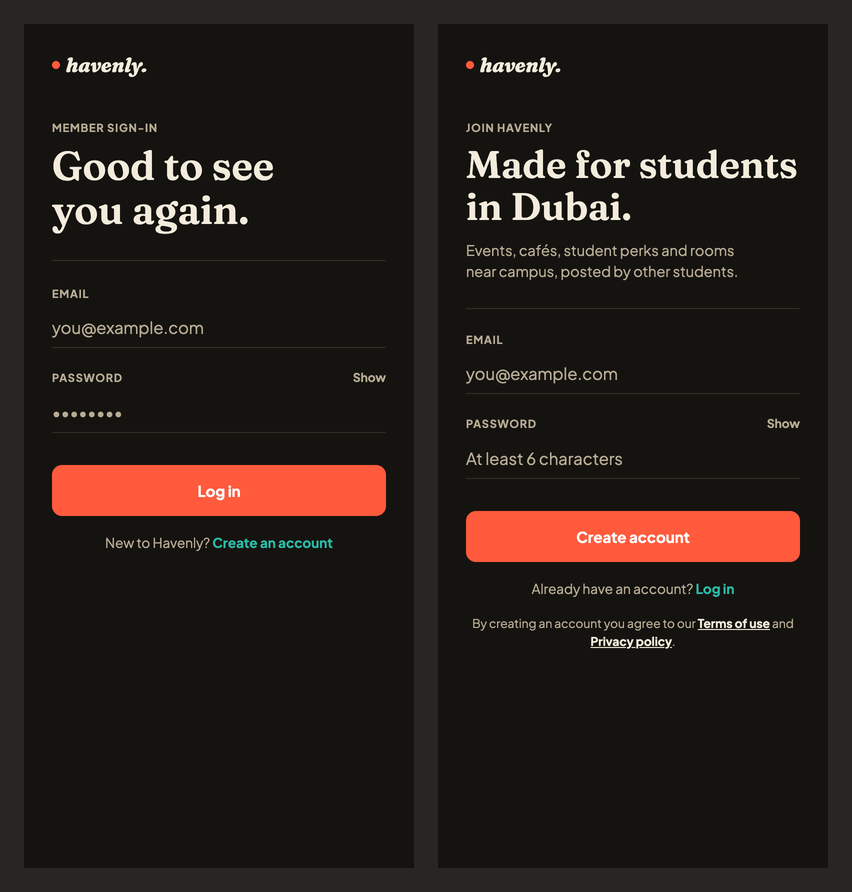 havenly.
MEMBER SIGN-IN
Good to see
you again.
EMAIL
you@example.com
PASSWORD
Show
••••••••
Log in
New to Havenly? Create an account
havenly.
JOIN HAVENLY
Made for students
in Dubai.
Events, cafés, student perks and rooms
near campus, posted by other students.
EMAIL
you@example.com
PASSWORD
Show
At least 6 characters
Create account
Already have an account? Log in
By creating an account you agree to our Terms of use and
Privacy policy.